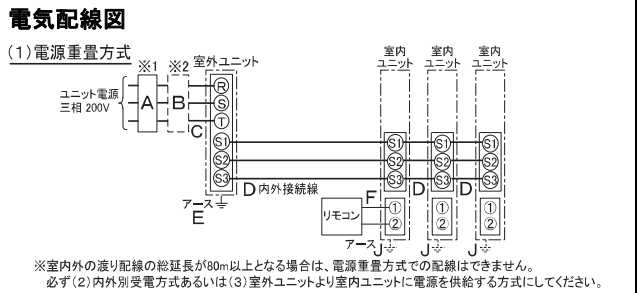 電気配線図
(1)電源重畳方式
※1 ※2 室外ユニット 室内ユニット 室内ユニット 室内ユニット
ユニット電源
三相 200V
A B C
R
S
T
S1 S1 S1 S1
S2 S2 S2 S2
S3 S3 S3 S3
D 内外接続線 D D
アース
E
F
リモコン
① ① ①
② ② ②
アース J J J
※室内外の渡り配線の総延長が80m以上となる場合は、電源重畳方式での配線はできません。
必ず(2)内外別受電方式あるいは(3)室外ユニットより室内ユニットに電源を供給する方式にしてください。